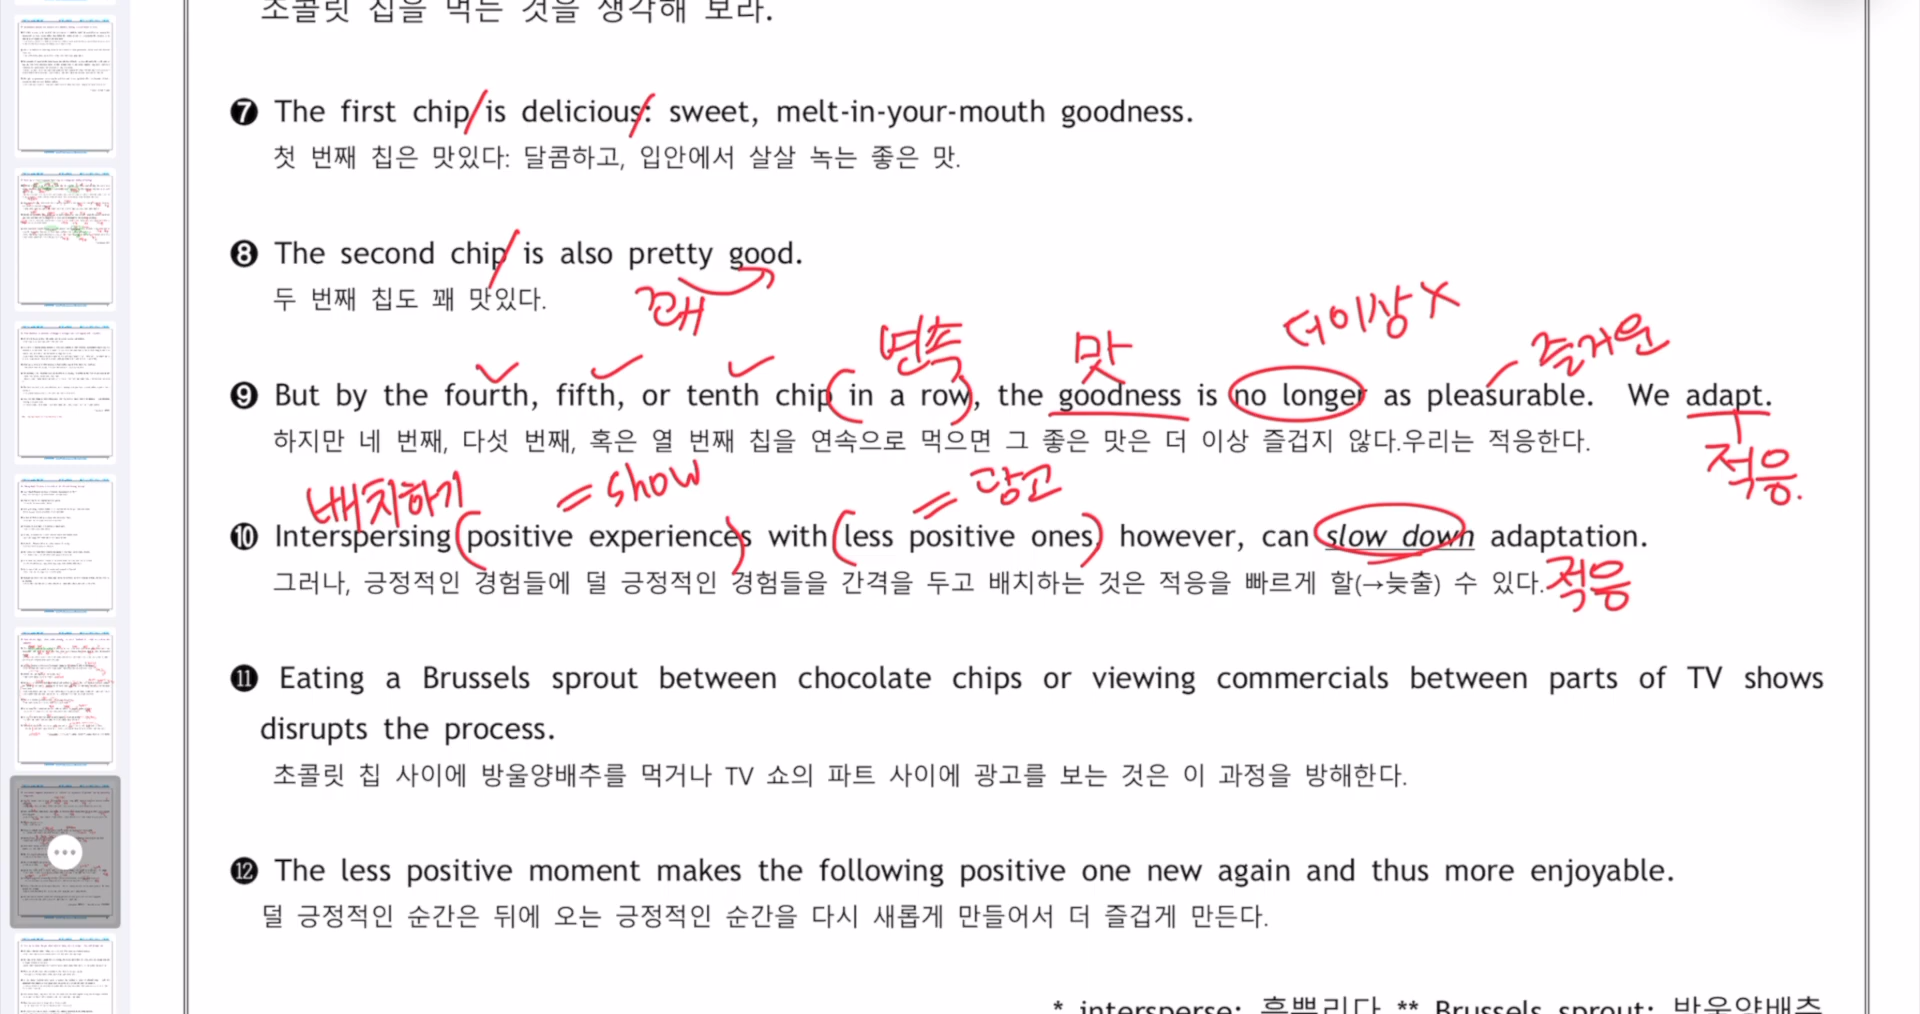 초콜릿 칩을 먹는 것을 생각해 보라.
❼ The first chip is delicious: sweet, melt-in-your-mouth goodness.
첫 번째 칩은 맛있다: 달콤하고, 입안에서 살살 녹는 좋은 맛.
❽ The second chip is also pretty good.
두 번째 칩도 꽤 맛있다.
꽤
연속
맛
더이상 X
즐거운
❾ But by the fourth, fifth, or tenth chip in a row, the goodness is no longer as pleasurable. We adapt.
하지만 네 번째, 다섯 번째, 혹은 열 번째 칩을 연속으로 먹으면 그 좋은 맛은 더 이상 즐겁지 않다.우리는 적응한다.
적응.
배치하기
= show
= 광고
❿ Interspersing positive experiences with less positive ones, however, can slow down adaptation.
그러나, 긍정적인 경험들에 덜 긍정적인 경험들을 간격을 두고 배치하는 것은 적응을 빠르게 할(→늦출) 수 있다.
적응
⓫ Eating a Brussels sprout between chocolate chips or viewing commercials between parts of TV shows
disrupts the process.
초콜릿 칩 사이에 방울양배추를 먹거나 TV 쇼의 파트 사이에 광고를 보는 것은 이 과정을 방해한다.
⓬ The less positive moment makes the following positive one new again and thus more enjoyable.
덜 긍정적인 순간은 뒤에 오는 긍정적인 순간을 다시 새롭게 만들어서 더 즐겁게 만든다.
* intersperse: 흩뿌리다 ** Brussels sprout: 방울양배추